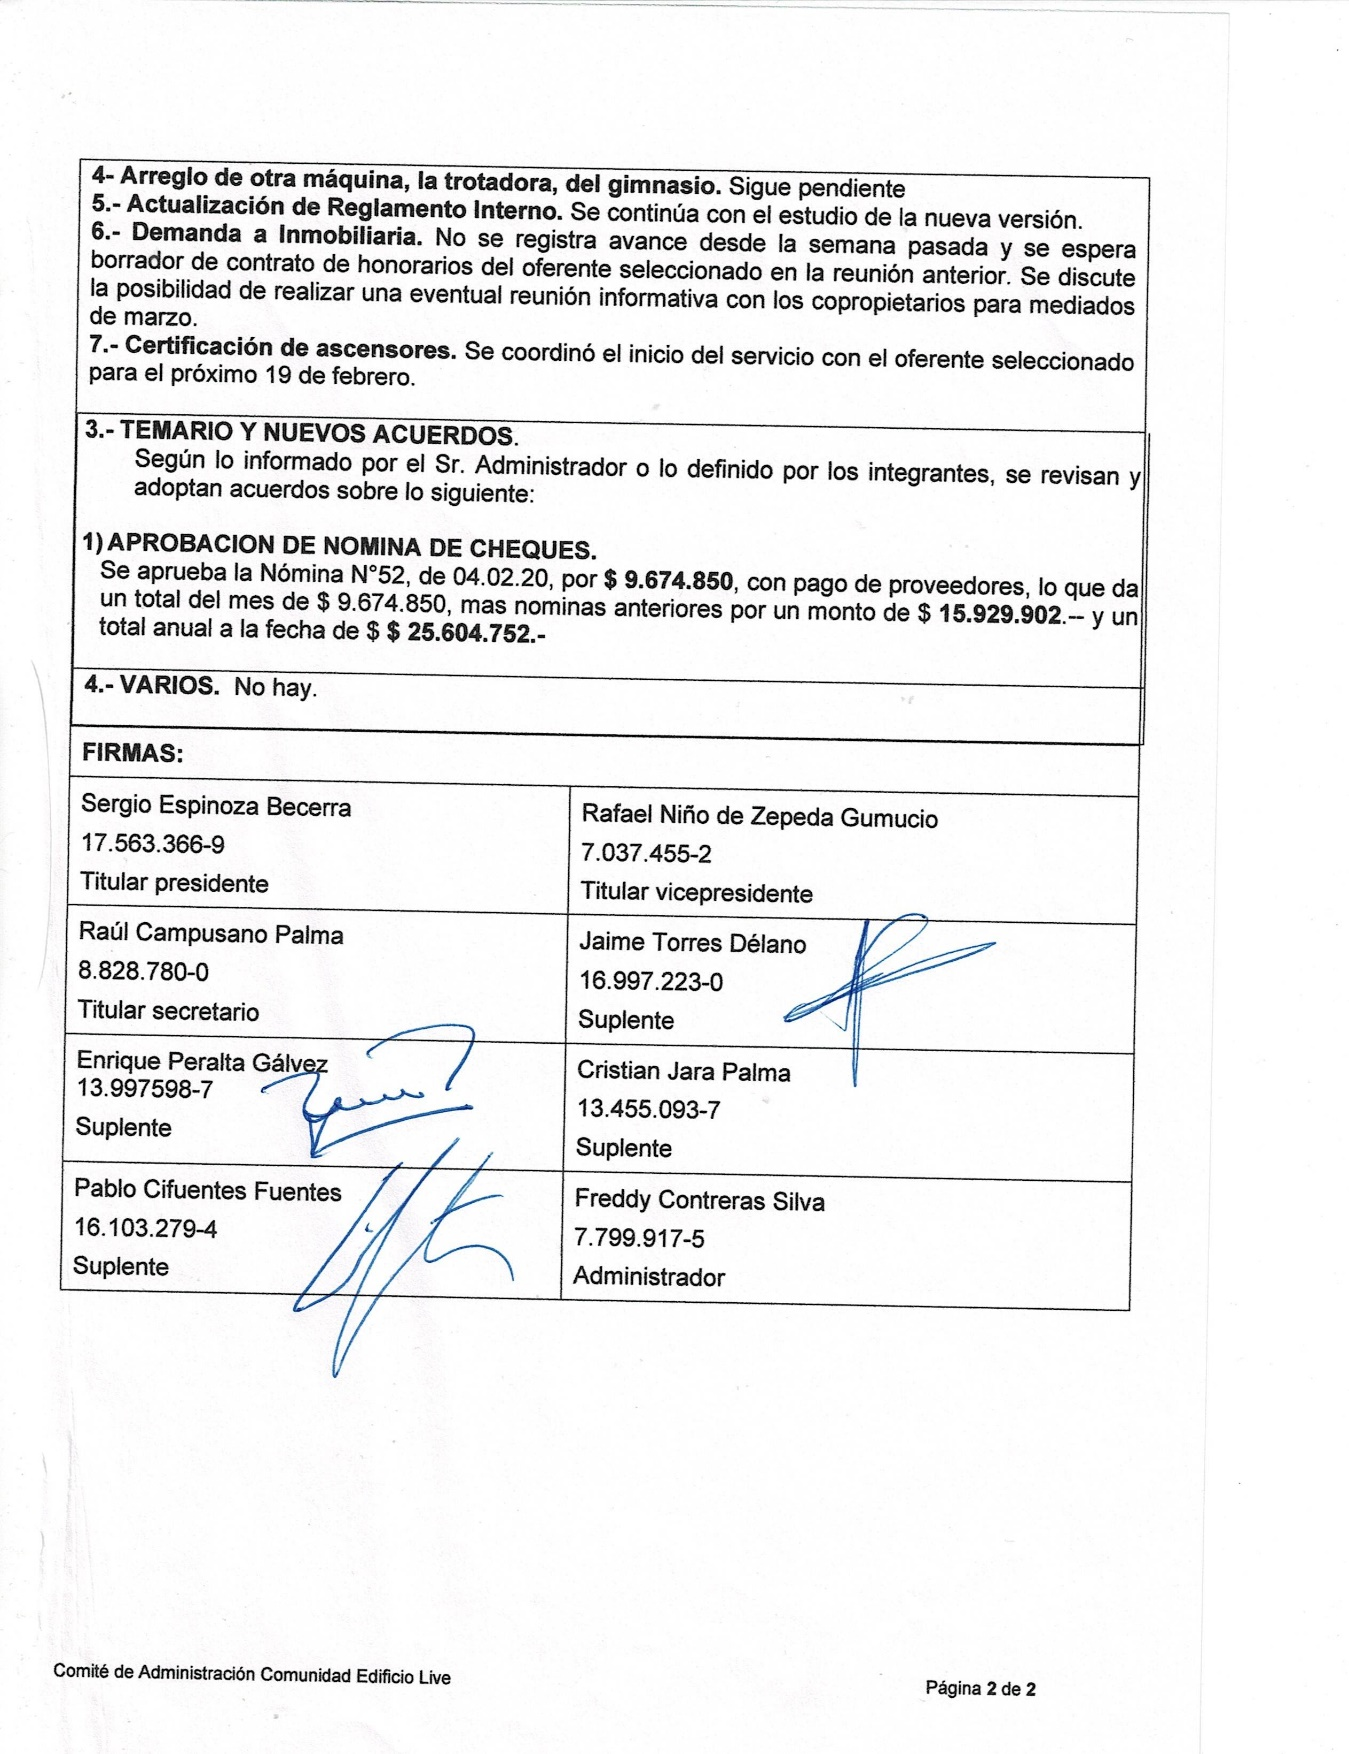 4- Arreglo de otra máquina, la trotadora, del gimnasio. Sigue pendiente
5.- Actualización de Reglamento Interno. Se continúa con el estudio de la nueva versión.
6.- Demanda a Inmobiliaria. No se registra avance desde la semana pasada y se espera
borrador de contrato de honorarios del oferente seleccionado en la reunión anterior. Se discute
la posibilidad de realizar una eventual reunión informativa con los copropietarios para mediados
de marzo.
7.- Certificación de ascensores. Se coordinó el inicio del servicio con el oferente seleccionado
para el próximo 19 de febrero.
3.- TEMARIO Y NUEVOS ACUERDOS.
Según lo informado por el Sr. Administrador o lo definido por los integrantes, se revisan y
adoptan acuerdos sobre lo siguiente:
1) APROBACION DE NOMINA DE CHEQUES.
Se aprueba la Nómina N°52, de 04.02.20, por $ 9.674.850, con pago de proveedores, lo que da
un total del mes de $ 9.674.850, mas nominas anteriores por un monto de $ 15.929.902.-- y un
total anual a la fecha de $ $ 25.604.752.-
4.- VARIOS. No hay.
FIRMAS:
Sergio Espinoza Becerra
17.563.366-9
Titular presidente
Rafael Niño de Zepeda Gumucio
7.037.455-2
Titular vicepresidente
Raúl Campusano Palma
8.828.780-0
Titular secretario
Jaime Torres Délano
16.997.223-0
Suplente
Enrique Peralta Gálvez
13.997598-7
Suplente
Cristian Jara Palma
13.455.093-7
Suplente
Pablo Cifuentes Fuentes
16.103.279-4
Suplente
Freddy Contreras Silva
7.799.917-5
Administrador
Comité de Administración Comunidad Edificio Live
Página 2 de 2